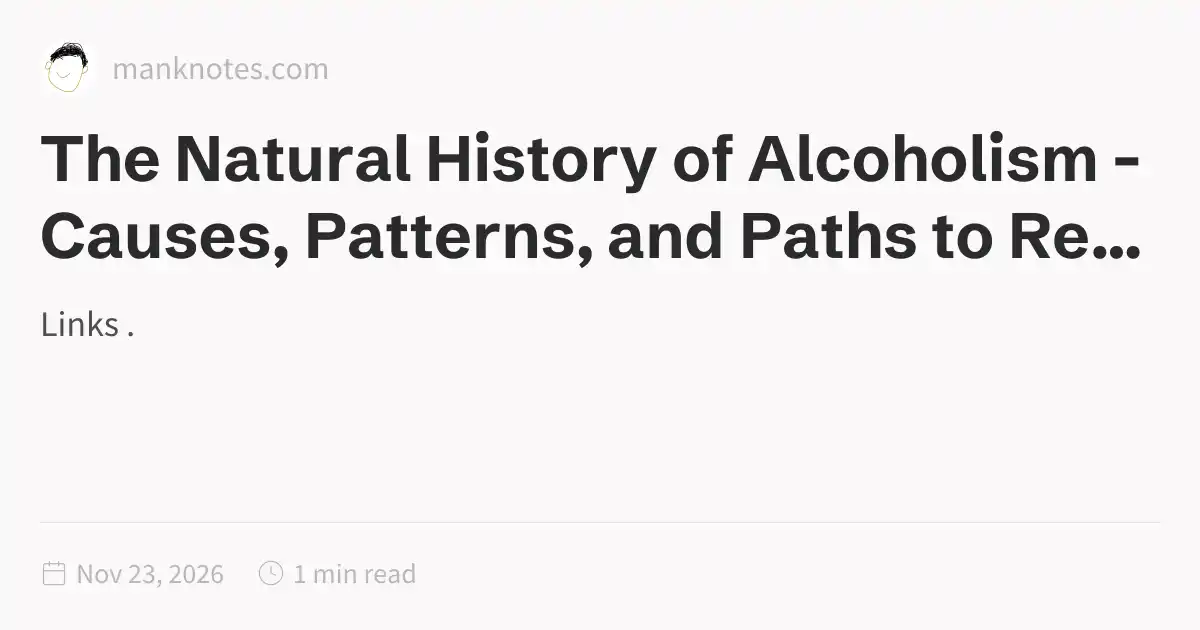 manknotes.com
The Natural History of Alcoholism -
Causes, Patterns, and Paths to Re...
Links .
Nov 23, 2026
1 min read